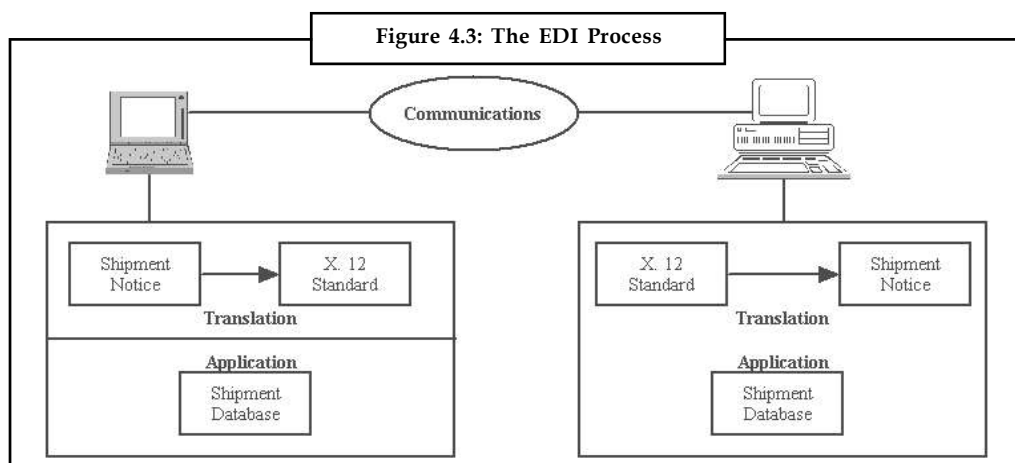 Figure 4.3: The EDI Process
Communications
Shipment
Notice
X. 12
Standard
Translation
Application
Shipment
Database
X. 12
Standard
Shipment
Notice
Translation
Application
Shipment
Database